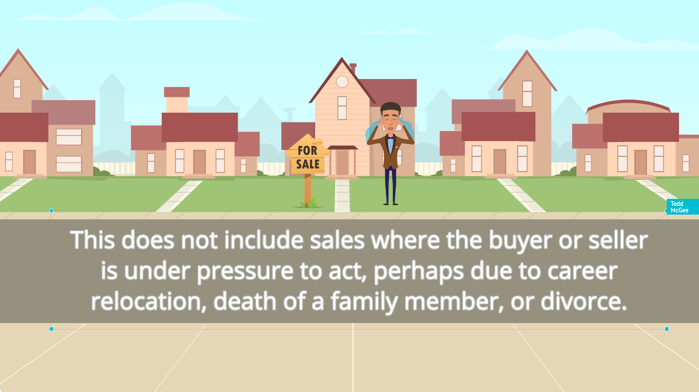 FOR
SALE
Todd
McGee
This does not include sales where the buyer or seller
is under pressure to act, perhaps due to career
relocation, death of a family member, or divorce.